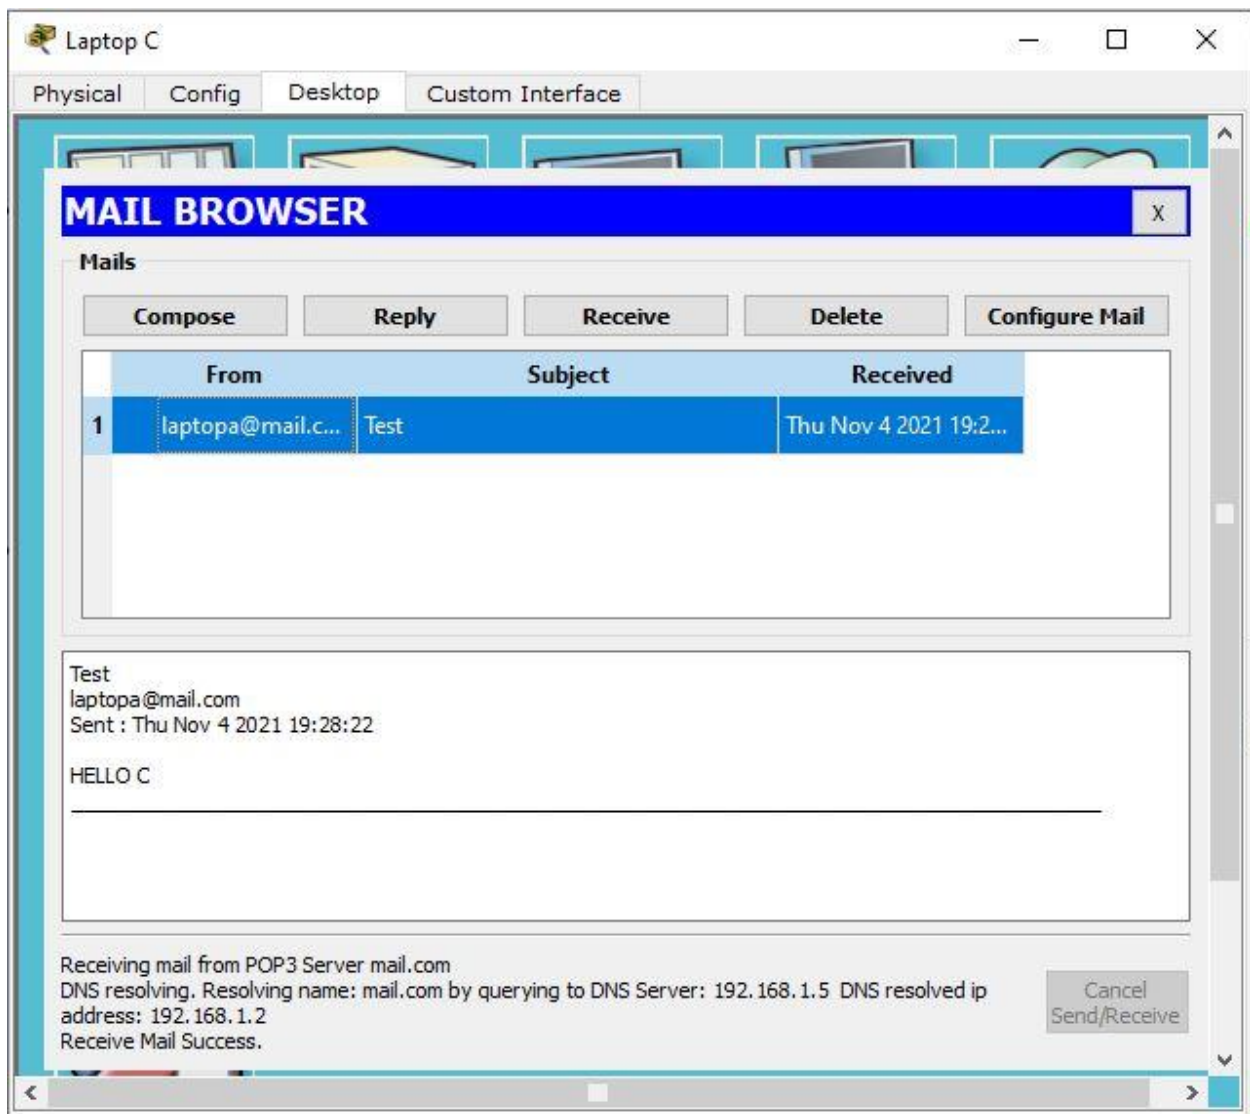 Laptop C
Physical Config Desktop Custom Interface
MAIL BROWSER X
Mails
Compose Reply Receive Delete Configure Mail
From Subject Received
1 laptopa@mail.c... Test Thu Nov 4 2021 19:2...
Test
laptopa@mail.com
Sent : Thu Nov 4 2021 19:28:22
HELLO C
Receiving mail from POP3 Server mail.com
DNS resolving. Resolving name: mail.com by querying to DNS Server: 192.168.1.5 DNS resolved ip
address: 192.168.1.2
Receive Mail Success.
Cancel
Send/Receive